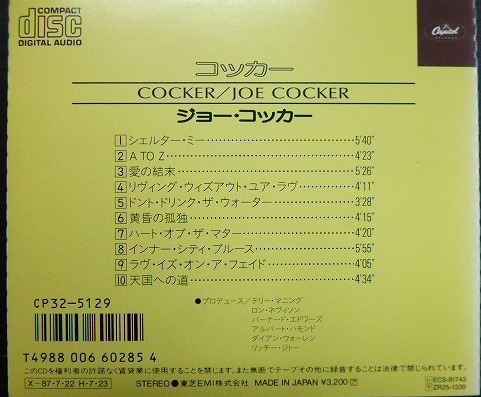 COMPACT
disc
DIGITAL AUDIO
Capitol
コッカー
COCKER/JOE COCKER
ジョー・コッカー
1 シェルター・ミー 5'40"
2 A TO Z 4'23"
3 愛の結末 5'26"
4 リヴィング・ウィズアウト・ユア・ラヴ 4'11"
5 ドント・ドリンク・ザ・ウォーター 3'28"
6 黄昏の孤独 4'15"
7 ハート・オブ・ザ・マター 4'20"
8 インナー・シティ・ブルース 5'55"
9 ラヴ・イズ・オン・ア・フェイド 4'05"
10 天国への道 4'34"
CP32-5129
●プロデュース/テリー・マニング
ロン・ネヴィソン
バーナード・エドワーズ
アルバート・ハモンド
ダイアン・ウォーレン
リッチー・ジトー
T4988 006 60285 4
このCDを権利者の許諾なく賃貸業に使用することを禁じます。また無断でテープその他に録音することは法律で禁じられています。
X-87・7・22 H・7・23
STEREO ●東芝EMI株式会社 MADE IN JAPAN ¥3,200
ECS-81743
ZR25-1339